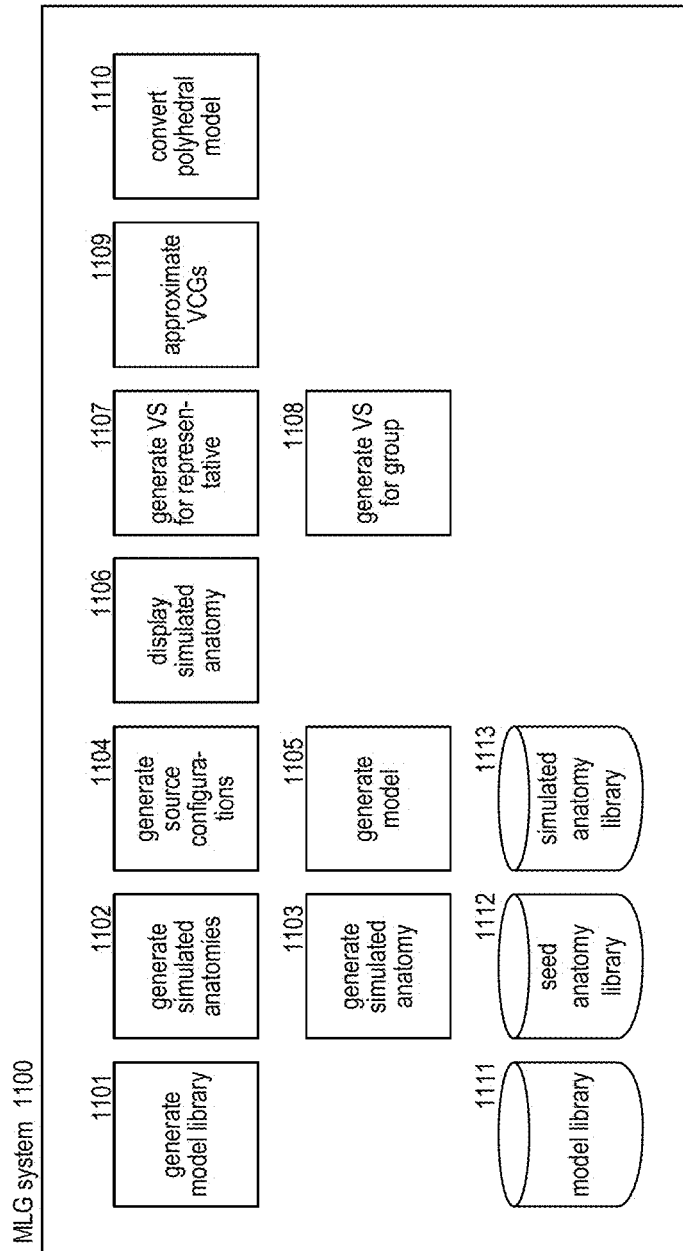 MLG system 1100
1101
generate
model library
1102
generate
simulated
anatomies
1104
generate
source
configura-
tions
1106
display
simulated
anatomy
1107
generate VS
for represen-
tative
1109
approximate
VCGs
1110
convert
polyhedral
model
1103
generate
simulated
anatomy
1105
generate
model
1108
generate VS
for group
1111
model library
1112
seed
anatomy
library
1113
simulated
anatomy
library